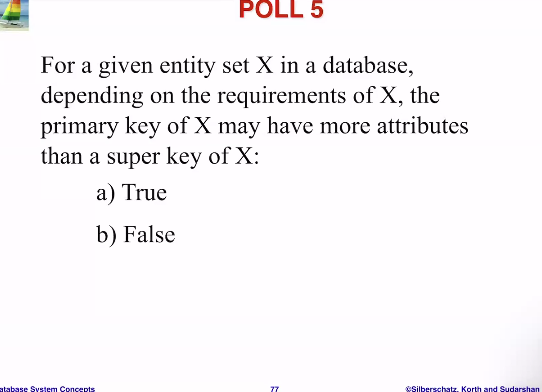 POLL 5
For a given entity set X in a database,
depending on the requirements of X, the
primary key of X may have more attributes
than a super key of X:
a) True
b) False
atabase System Concepts
77
©Silberschatz, Korth and Sudarshan